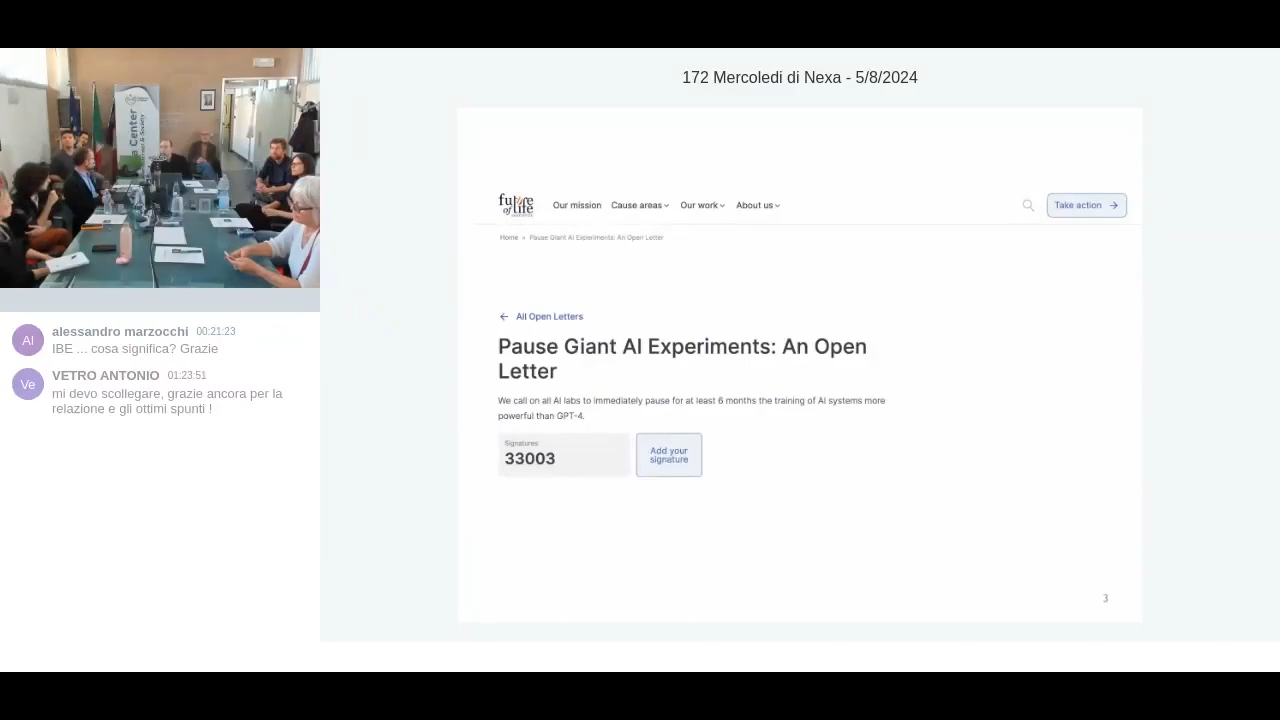 172 Mercoledi di Nexa - 5/8/2024
a Center
future
of life
Our mission
Cause areas
Our work
About us
Take action
Home
Pause Giant AI Experiments: An Open Letter
All Open Letters
Pause Giant AI Experiments: An Open
Letter
We call on all AI labs to immediately pause for at least 6 months the training of AI systems more
powerful than GPT-4.
Signatures
33003
Add your
signature
3
Al
alessandro marzocchi 00:21:23
IBE ... cosa significa? Grazie
Ve
VETRO ANTONIO 01:23:51
mi devo scollegare, grazie ancora per la
relazione e gli ottimi spunti !